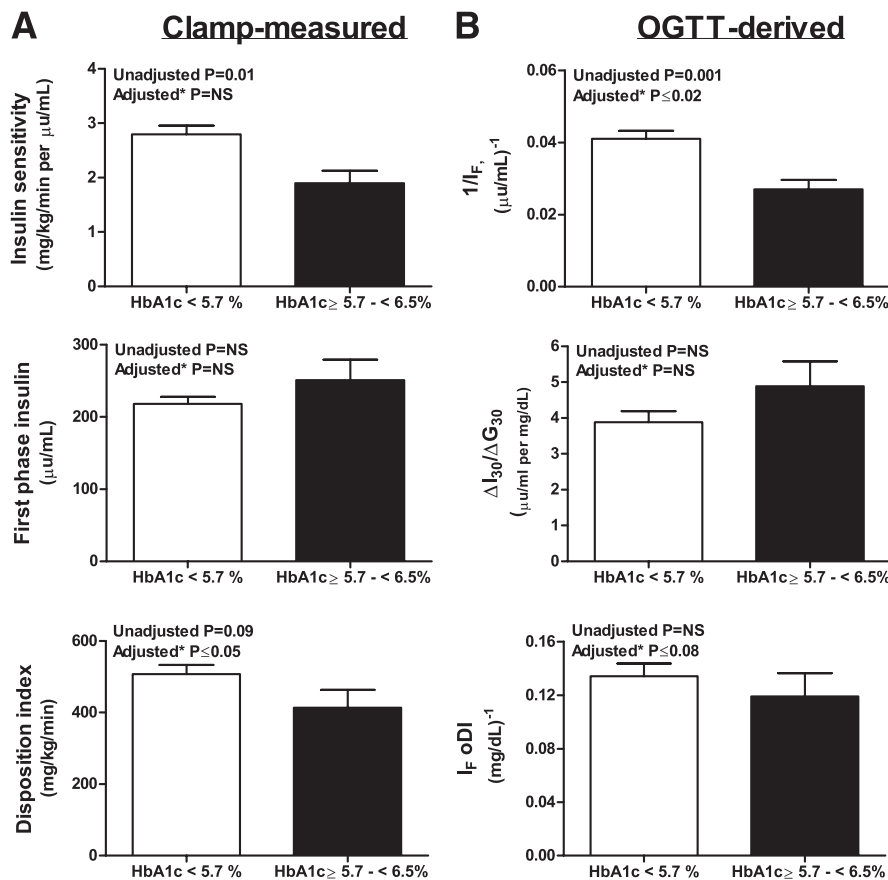 A
Clamp-measured
Insulin sensitivity
(mg/kg/min per μu/mL)
4
3
2
1
0
Unadjusted P=0.01
Adjusted* P=NS
HbA1c < 5.7 %
HbA1c ≥ 5.7 - < 6.5%
First phase insulin
(μu/mL)
300
200
100
0
Unadjusted P=NS
Adjusted* P=NS
HbA1c < 5.7 %
HbA1c ≥ 5.7 - < 6.5%
Disposition index
(mg/kg/min)
600
400
200
0
Unadjusted P=0.09
Adjusted* P≤0.05
HbA1c < 5.7 %
HbA1c ≥ 5.7 - < 6.5%
B
OGTT-derived
1/I_F,
(μu/mL)⁻¹
0.06
0.04
0.02
0.00
Unadjusted P=0.001
Adjusted* P≤0.02
HbA1c < 5.7 %
HbA1c ≥ 5.7 - < 6.5%
ΔI₃₀/ΔG₃₀
(μu/ml per mg/dL)
6
5
4
3
2
1
0
Unadjusted P=NS
Adjusted* P=NS
HbA1c < 5.7 %
HbA1c ≥ 5.7 - < 6.5%
I_F oDI
(mg/dL)⁻¹
0.16
0.12
0.08
0.04
0.00
Unadjusted P=NS
Adjusted* P≤0.08
HbA1c < 5.7 %
HbA1c ≥ 5.7 - < 6.5%